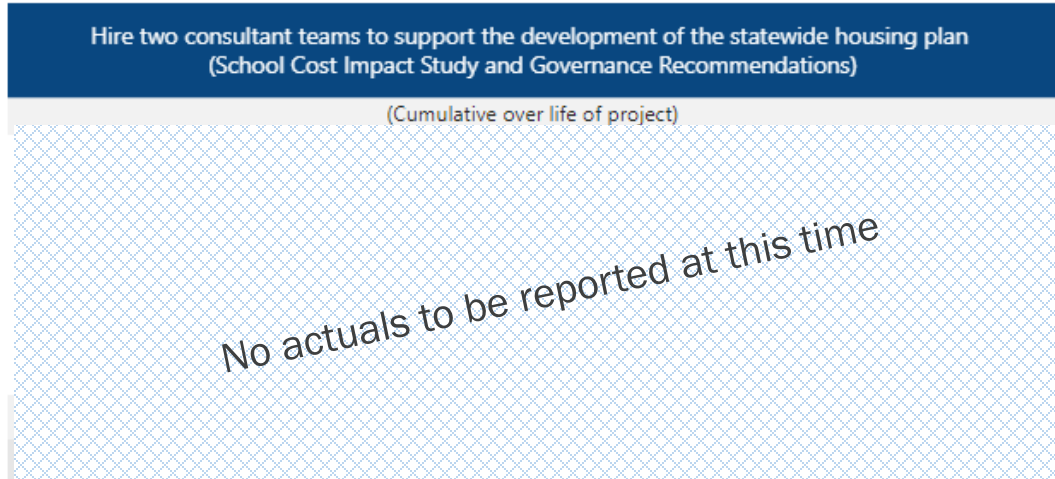 Hire two consultant teams to support the development of the statewide housing plan
(School Cost Impact Study and Governance Recommendations)
(Cumulative over life of project)
No actuals to be reported at this time